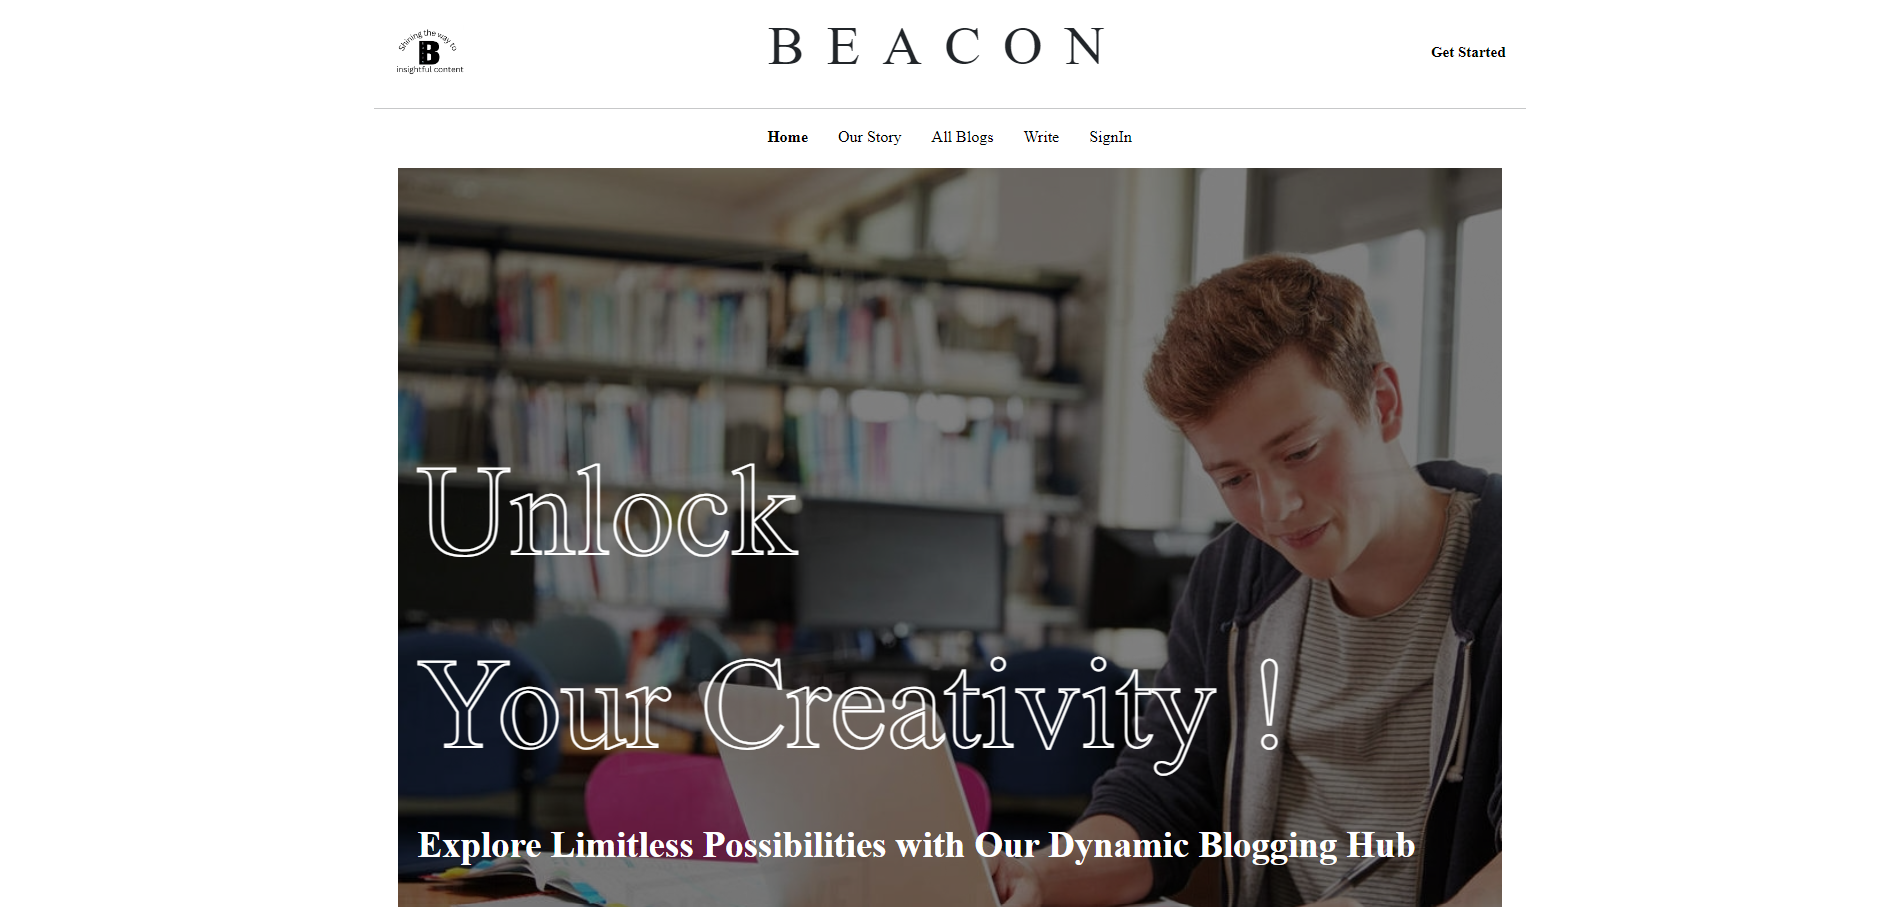 Shining the way to
B
insightful content
BEACON
Get Started
Home Our Story All Blogs Write SignIn
Unlock
Your Creativity !
Explore Limitless Possibilities with Our Dynamic Blogging Hub